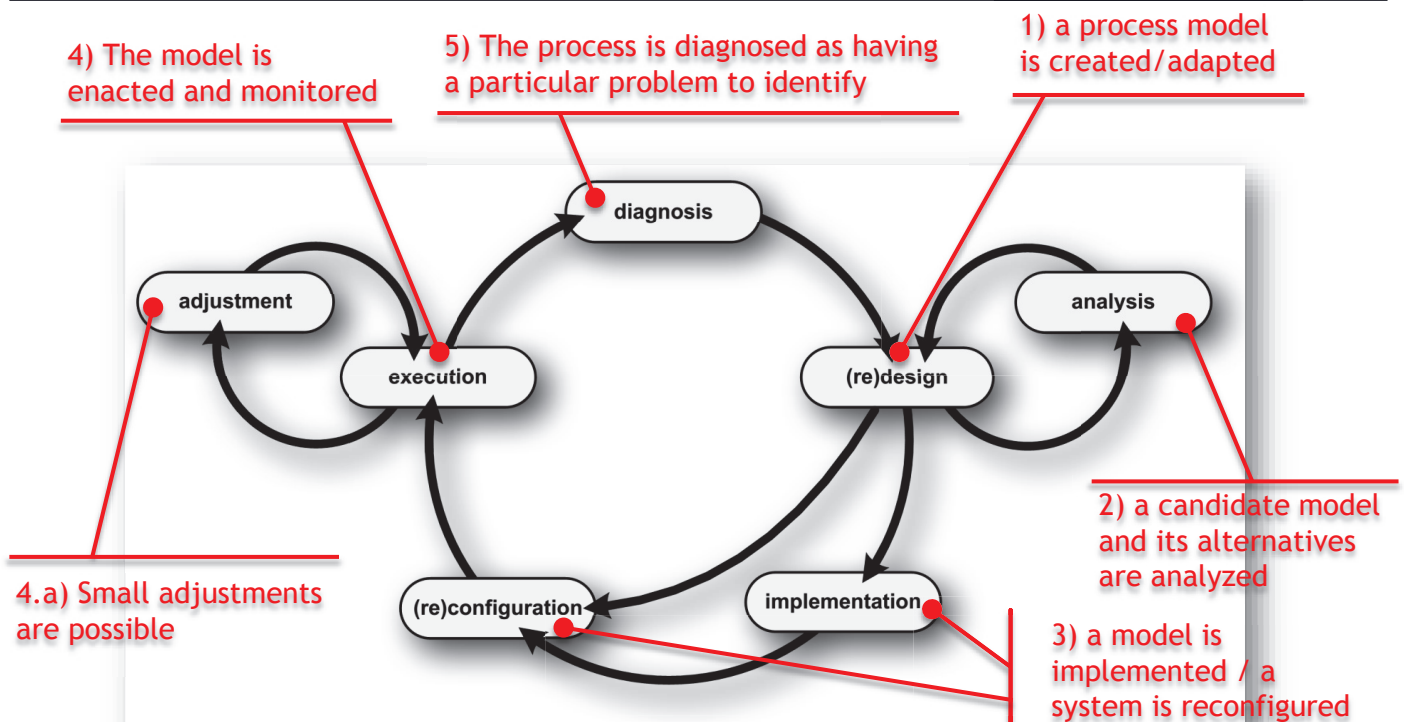 1) a process model
is created/adapted
4) The model is
enacted and monitored
5) The process is diagnosed as having
a particular problem to identify
diagnosis
adjustment
analysis
execution
(re)design
(re)configuration
implementation
2) a candidate model
and its alternatives
are analyzed
4.a) Small adjustments
are possible
3) a model is
implemented / a
system is reconfigured